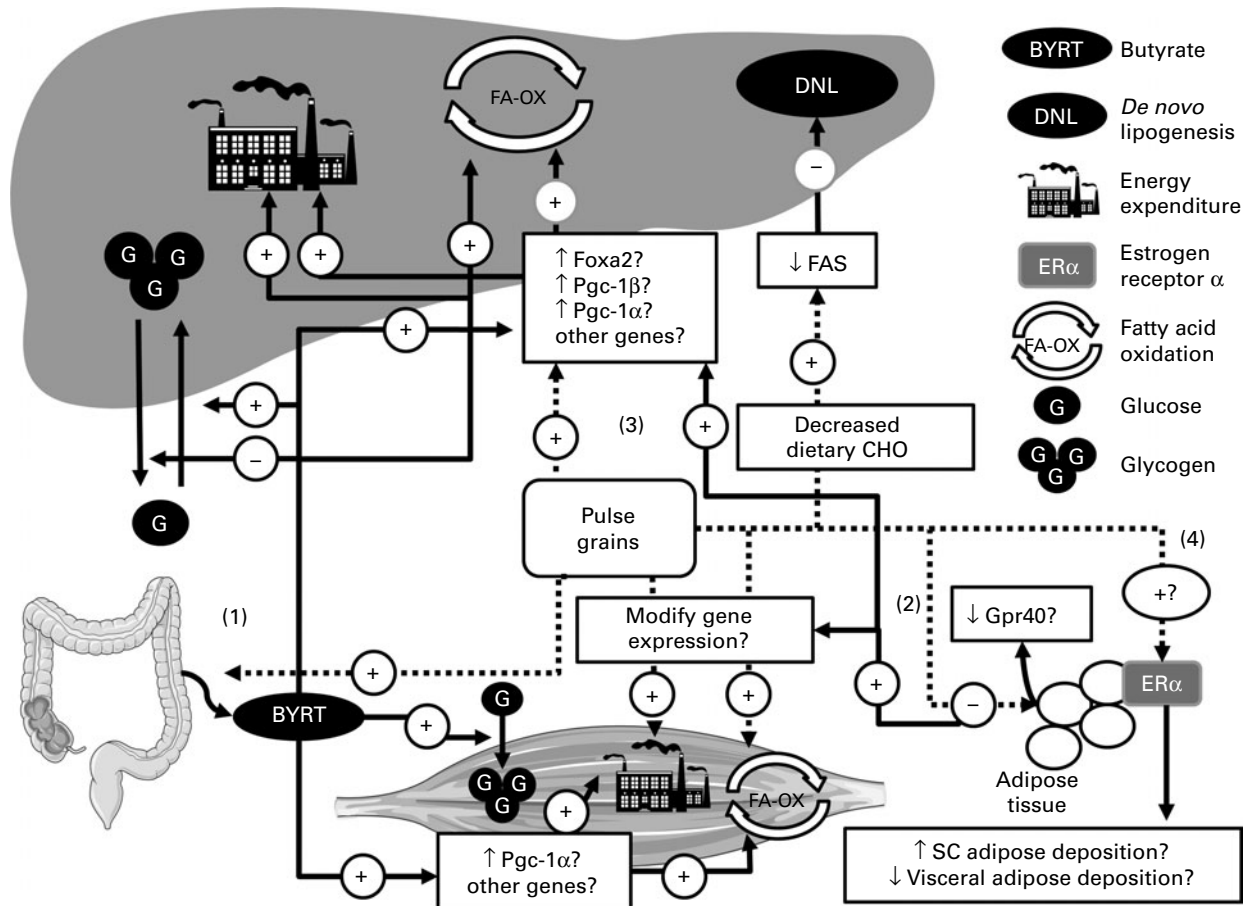 FA-OX
DNL
−
+
+
+
+
↑ Foxa2?
↑ Pgc-1β?
↑ Pgc-1α?
other genes?
↓ FAS
G
G
G
+
+
+
−
+
(3)
+
Decreased
dietary CHO
G
Pulse
grains
(4)
+?
(1)
Modify gene
expression?
(2)
↓ Gpr40?
+
+
+
+
−
ERα
G
BYRT
+
G
G
G
+
FA-OX
Adipose
tissue
↑ Pgc-1α?
other genes?
+
+
↑ SC adipose deposition?
↓ Visceral adipose deposition?
BYRT
Butyrate
DNL
De novo
lipogenesis
Energy
expenditure
ERα
Estrogen
receptor α
FA-OX
Fatty acid
oxidation
G
Glucose
G
G
G
Glycogen